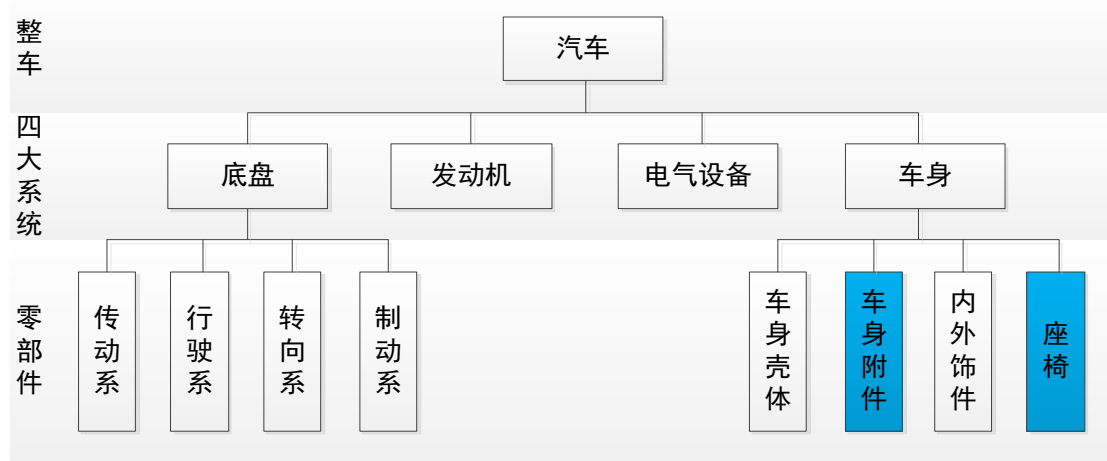 整车
汽车
四大系统
底盘
发动机
电气设备
车身
零部件
传动系
行驶系
转向系
制动系
车身壳体
车身附件
内外饰件
座椅